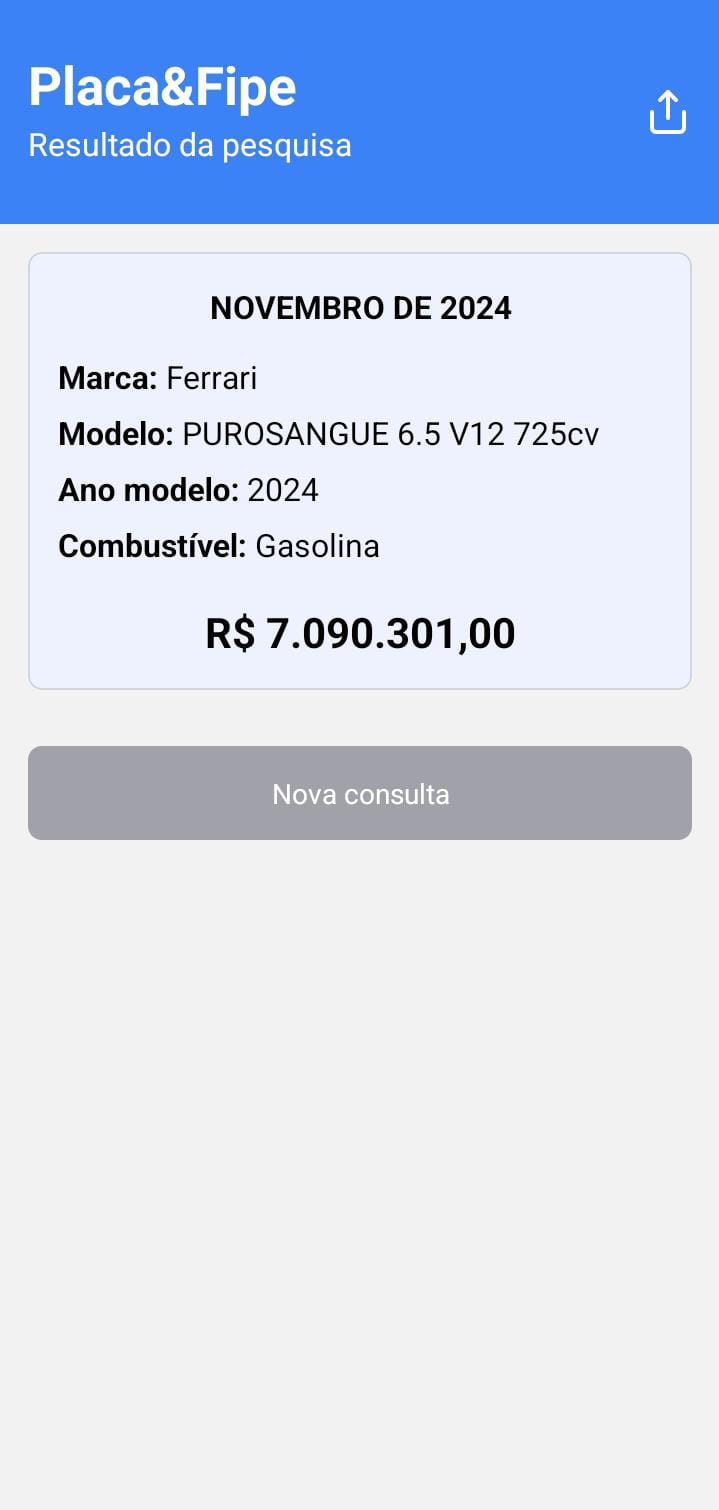 Placa&Fipe
Resultado da pesquisa
NOVEMBRO DE 2024
Marca: Ferrari
Modelo: PUROSANGUE 6.5 V12 725cv
Ano modelo: 2024
Combustível: Gasolina
R$ 7.090.301,00
Nova consulta